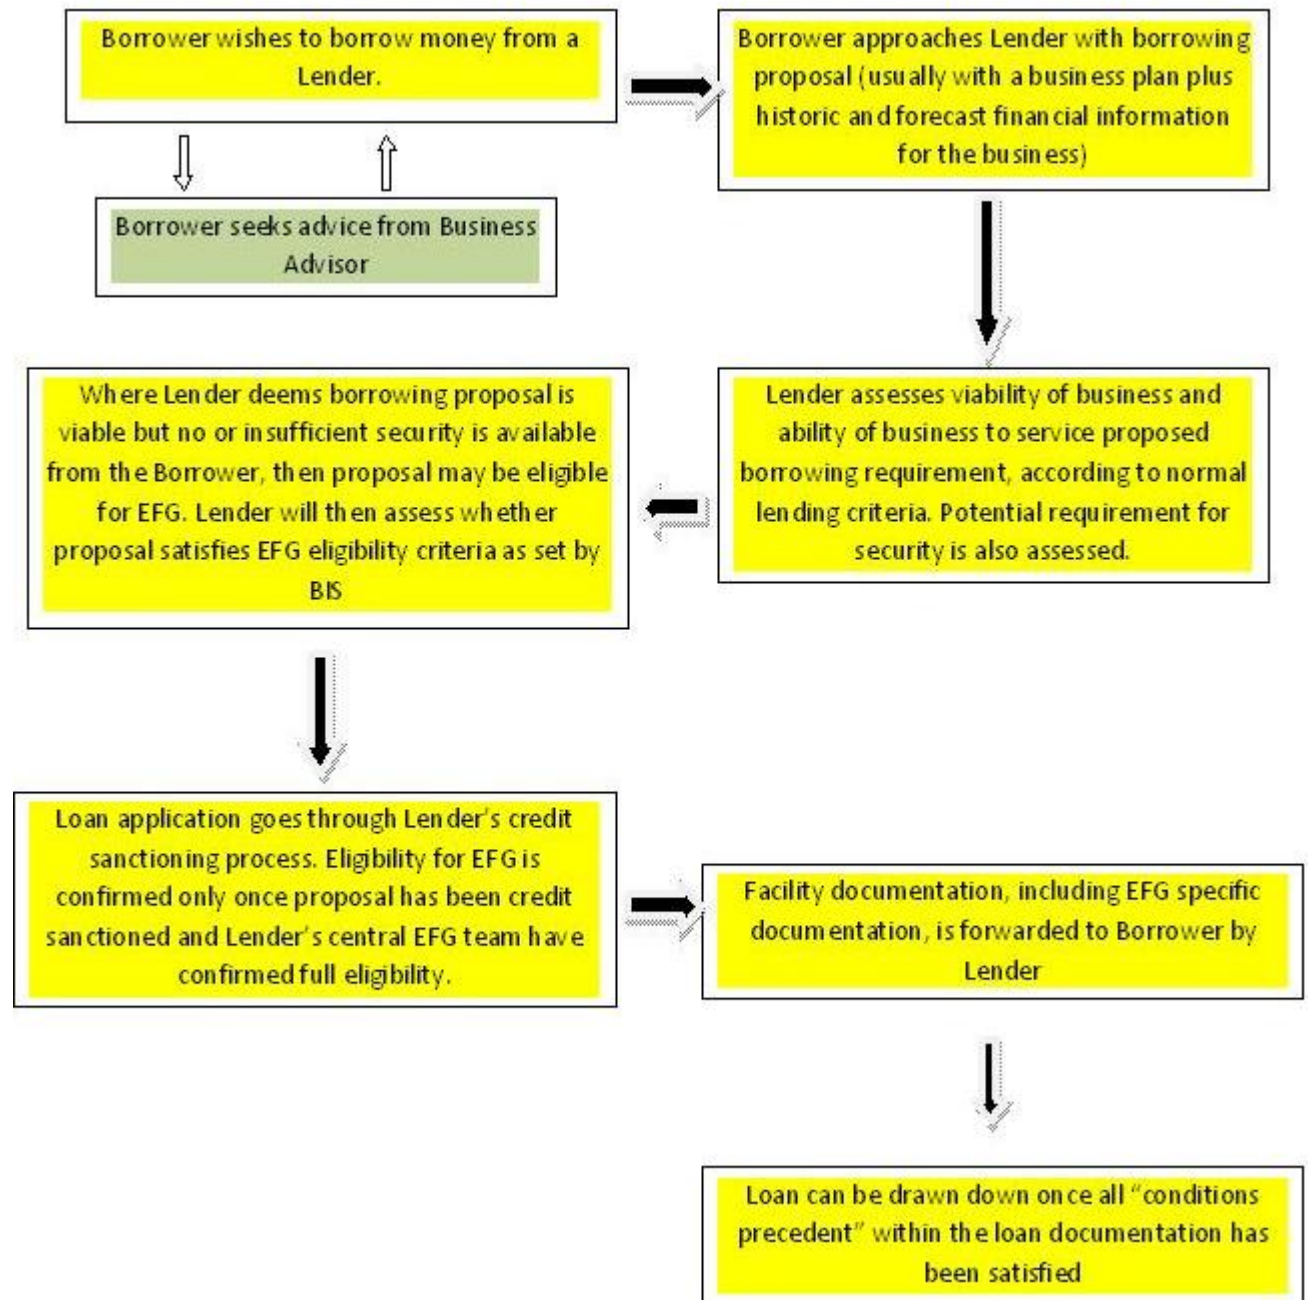 Borrower wishes to borrow money from a
Lender.
Borrower approaches Lender with borrowing
proposal (usually with a business plan plus
historic and forecast financial information
for the business)
Borrower seeks advice from Business
Advisor
Lender assesses viability of business and
ability of business to service proposed
borrowing requirement, according to normal
lending criteria. Potential requirement for
security is also assessed.
Where Lender deems borrowing proposal is
viable but no or insufficient security is available
from the Borrower, then proposal may be eligible
for EFG. Lender will then assess whether
proposal satisfies EFG eligibility criteria as set by
BIS
Loan application goes through Lender's credit
sanctioning process. Eligibility for EFG is
confirmed only once proposal has been credit
sanctioned and Lender's central EFG team have
confirmed full eligibility.
Facility documentation, including EFG specific
documentation, is forwarded to Borrower by
Lender
Loan can be drawn down once all “conditions
precedent” within the loan documentation has
been satisfied